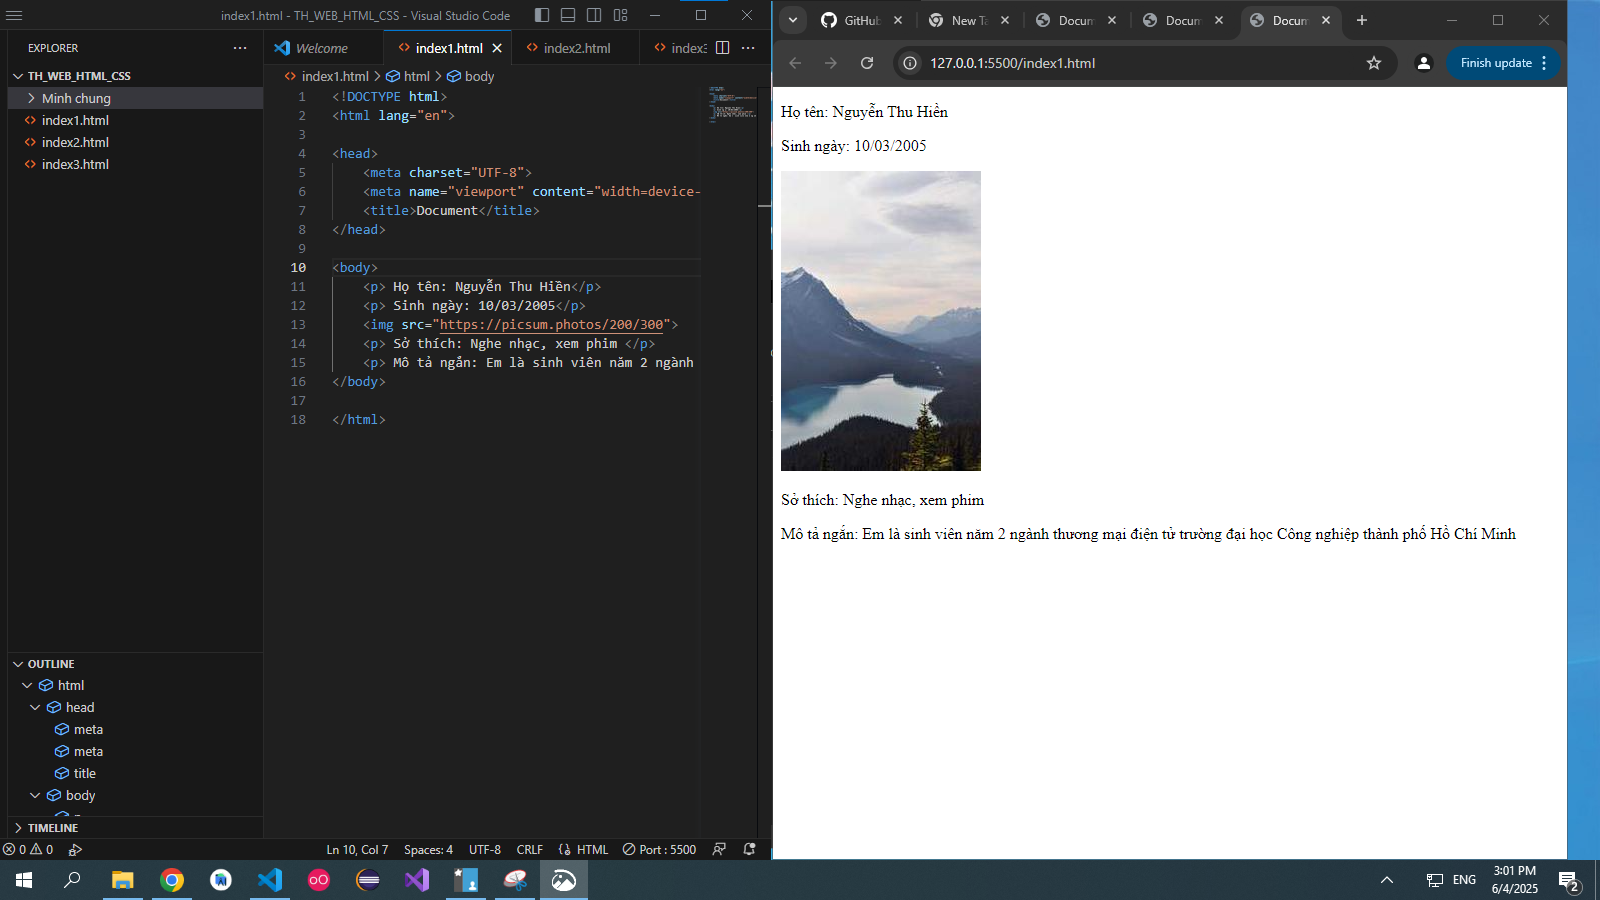 index1.html - TH_WEB_HTML_CSS - Visual Studio Code
EXPLORER
TH_WEB_HTML_CSS
Minh chung
index1.html
index2.html
index3.html
OUTLINE
html
head
meta
meta
title
body
TIMELINE
Welcome
index1.html
index2.html
index3
index1.html
html
body
1 <!DOCTYPE html>
2 <html lang="en">
3
4 <head>
5 <meta charset="UTF-8">
6 <meta name="viewport" content="width=device-
7 <title>Document</title>
8 </head>
9
10 <body>
11 <p> Họ tên: Nguyễn Thu Hiền</p>
12 <p> Sinh ngày: 10/03/2005</p>
13 <img src="https://picsum.photos/200/300">
14 <p> Sở thích: Nghe nhạc, xem phim </p>
15 <p> Mô tả ngắn: Em là sinh viên năm 2 ngành
16 </body>
17
18 </html>
0 0
Ln 10, Col 7
Spaces: 4
UTF-8
CRLF
HTML
Port : 5500
GitHub
New Ta
Docum
Docum
Docum
127.0.0.1:5500/index1.html
Finish update
Họ tên: Nguyễn Thu Hiền
Sinh ngày: 10/03/2005
Sở thích: Nghe nhạc, xem phim
Mô tả ngắn: Em là sinh viên năm 2 ngành thương mại điện tử trường đại học Công nghiệp thành phố Hồ Chí Minh
ENG
3:01 PM
6/4/2025
2